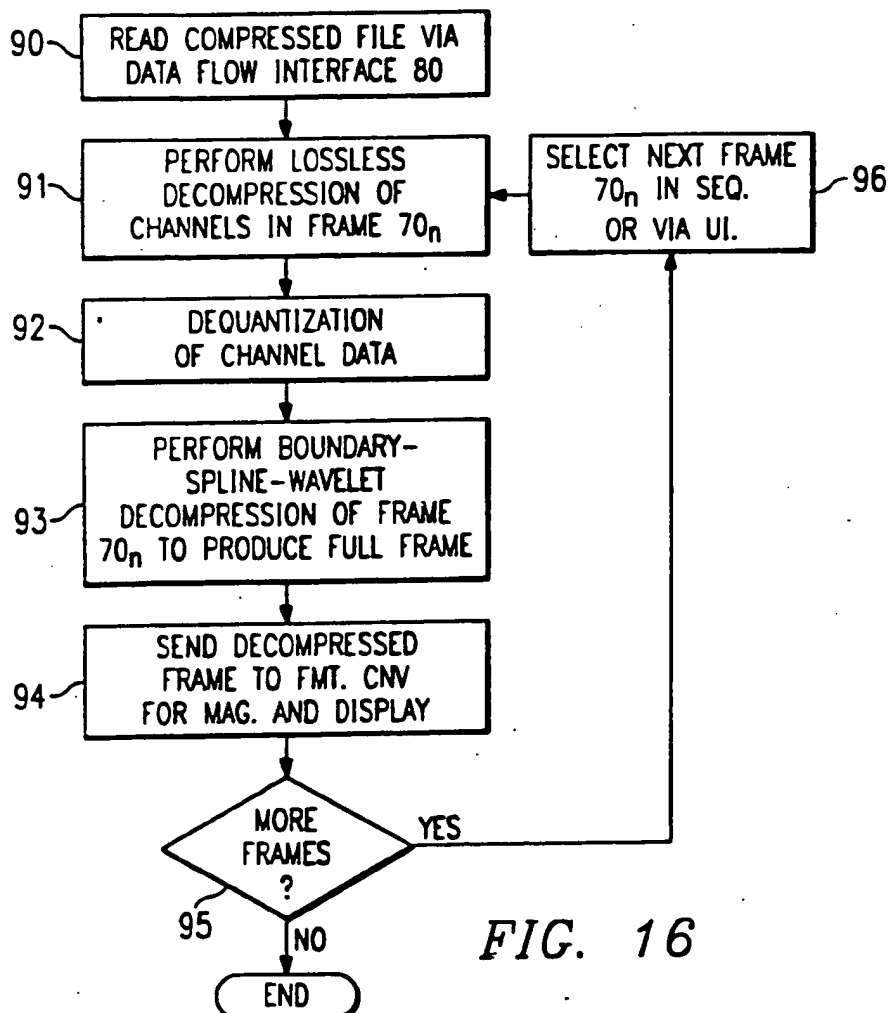 90
READ COMPRESSED FILE VIA
DATA FLOW INTERFACE 80
91
PERFORM LOSSLESS
DECOMPRESSION OF
CHANNELS IN FRAME 70n
SELECT NEXT FRAME
70n IN SEQ.
OR VIA UI.
96
92
DEQUANTIZATION
OF CHANNEL DATA
93
PERFORM BOUNDARY-
SPLINE-WAVELET
DECOMPRESSION OF FRAME
70n TO PRODUCE FULL FRAME
94
SEND DECOMPRESSED
FRAME TO FMT. CNV
FOR MAG. AND DISPLAY
95
MORE
FRAMES
?
YES
NO
END
FIG. 16